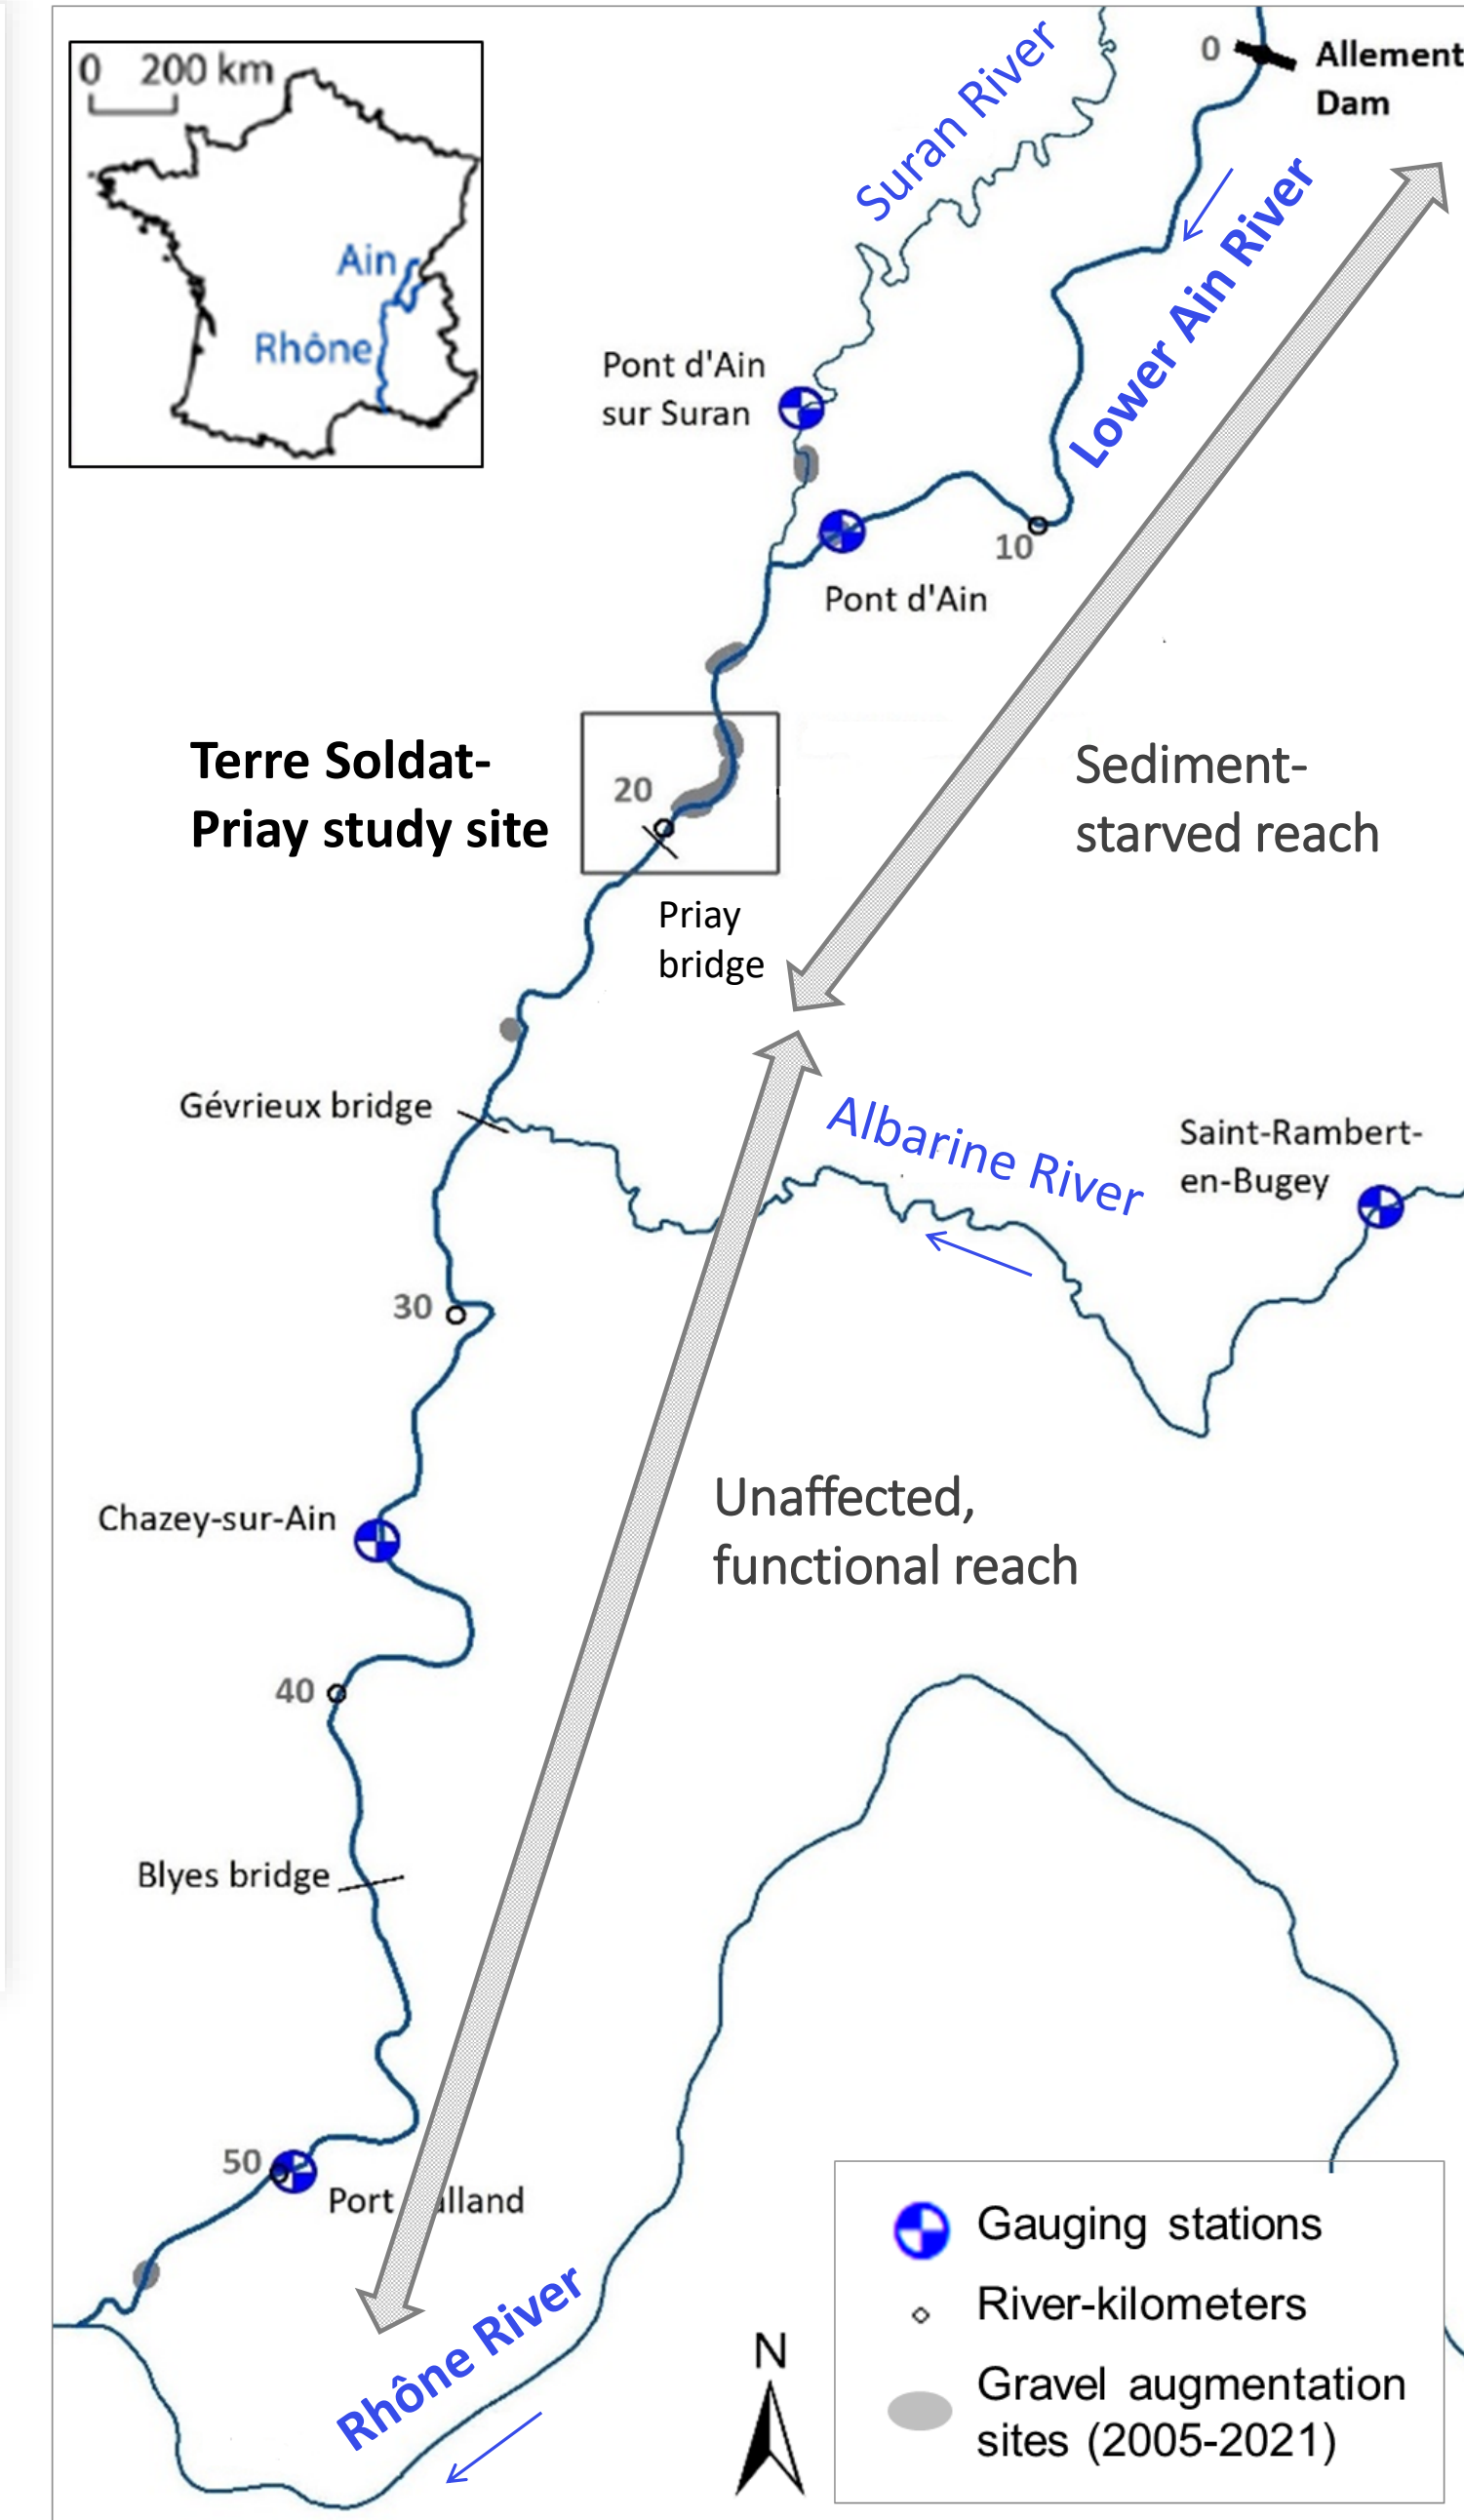 0 200 km
Ain
Rhône
Suran River
0
Allement
Dam
Lower Ain River
Pont d'Ain
sur Suran
10
Pont d'Ain
Terre Soldat-
Priay study site
20
Sediment-
starved reach
Priay
bridge
Gévrieux bridge
Albarine River
Saint-Rambert-
en-Bugey
30
Unaffected,
functional reach
Chazey-sur-Ain
40
Blyes bridge
50
Port
Rhône River
N
Gauging stations
River-kilometers
Gravel augmentation
sites (2005-2021)